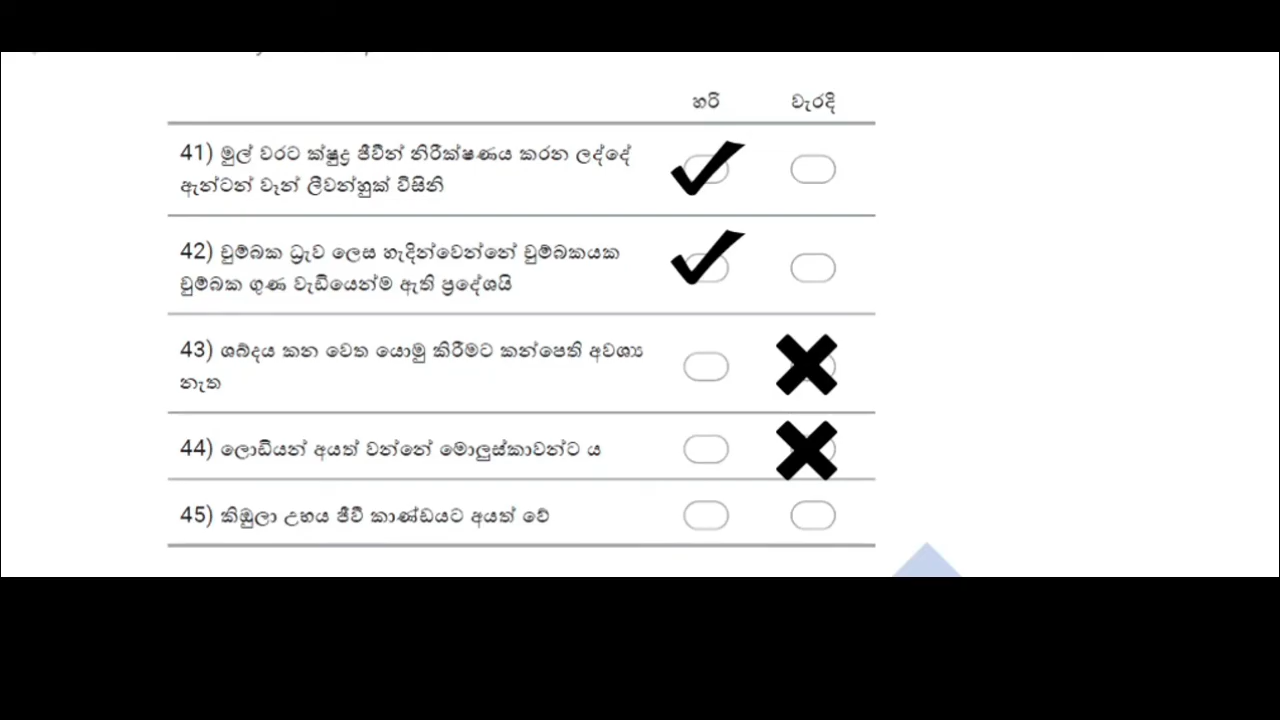 හරි වැරදි
41) මුල් වරට ක්ෂුද්‍ර ජීවීන් නිරීක්ෂණය කරන ලද්දේ
ඇන්ටන් වෑන් ලීවන්හුක් විසිනි
42) චුම්බක ධ්‍රැව ලෙස හැදින්වෙන්නේ චුම්බකයක
චුම්බක ගුණ වැඩියෙන්ම ඇති ප්‍රදේශයි
43) ශබ්දය කන වෙත යොමු කිරීමට කන්පෙති අවශ්‍ය
නැත
44) ලොඩියන් අයත් වන්නේ මොලුස්කාවන්ට ය
45) කිඹුලා උභය ජීවී කාණ්ඩයට අයත් වේ